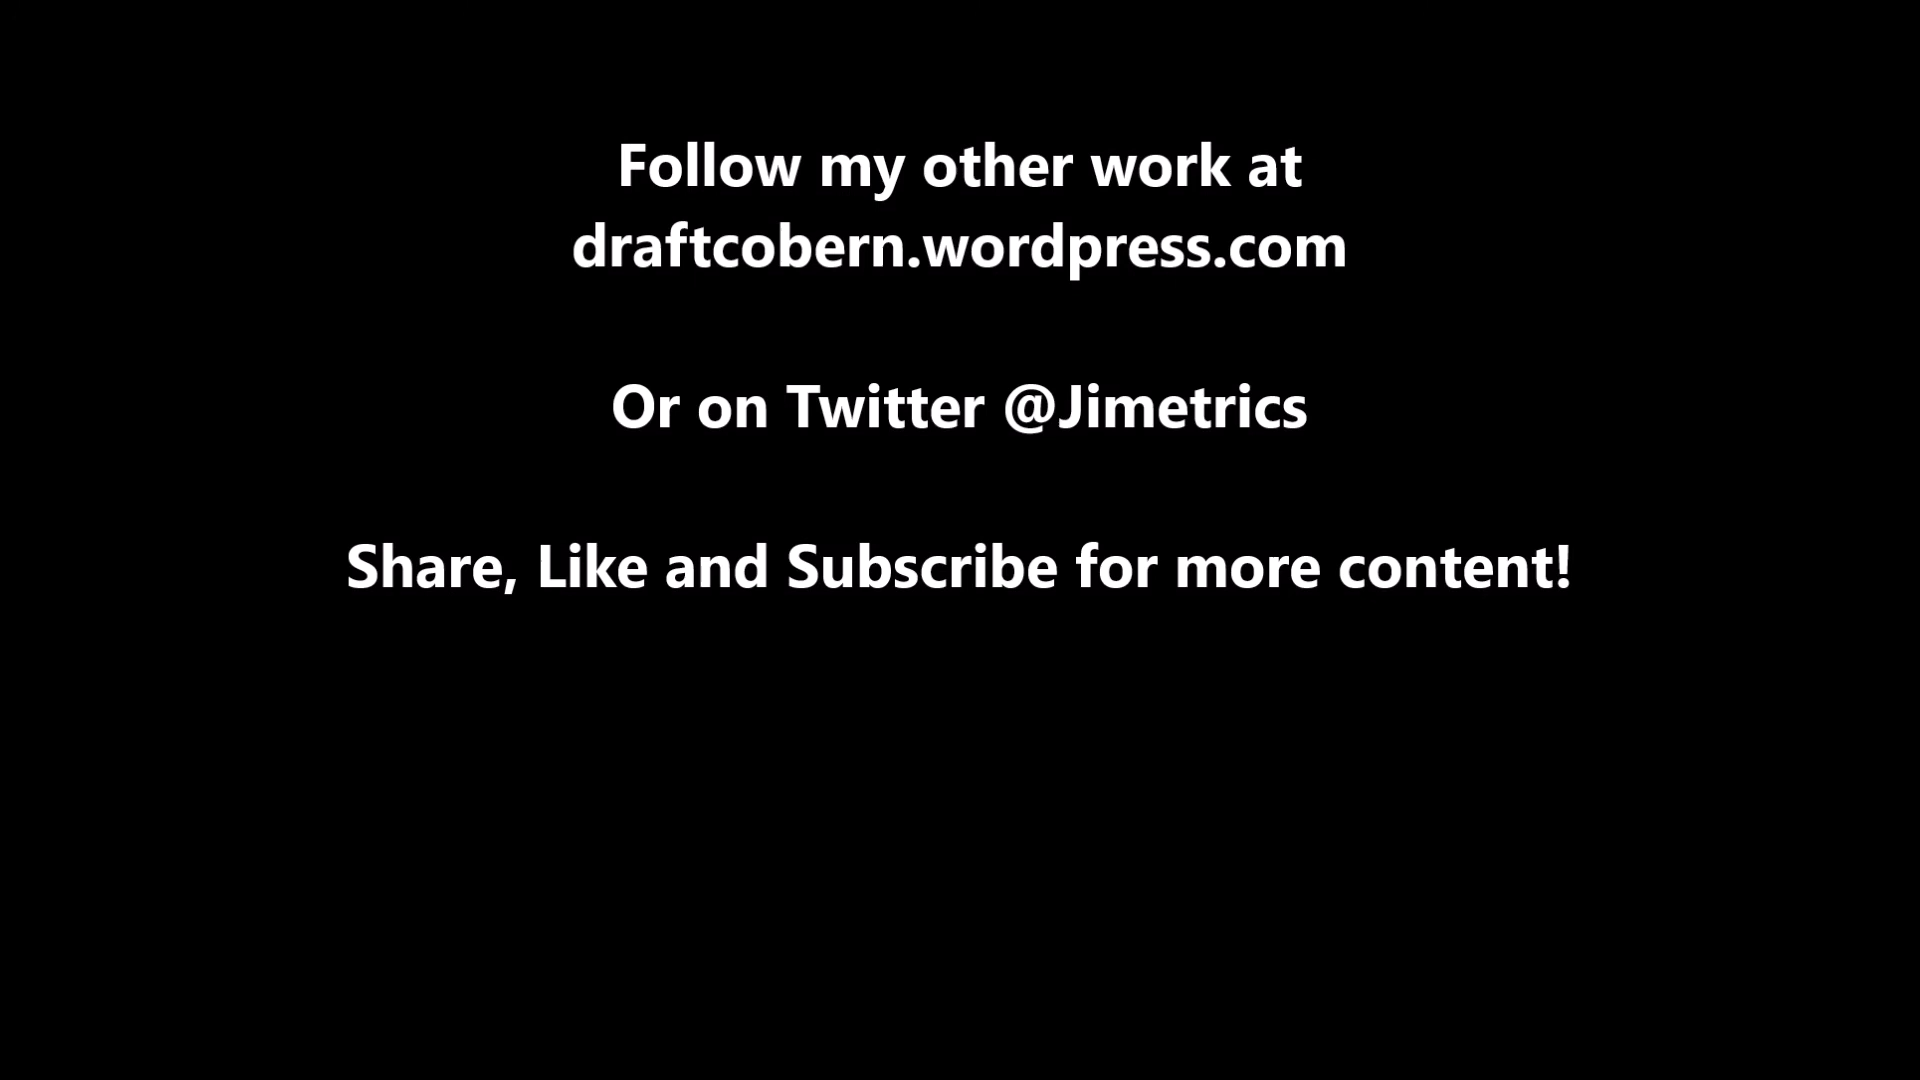 Follow my other work at
draftcobern.wordpress.com
Or on Twitter @Jimetrics
Share, Like and Subscribe for more content!